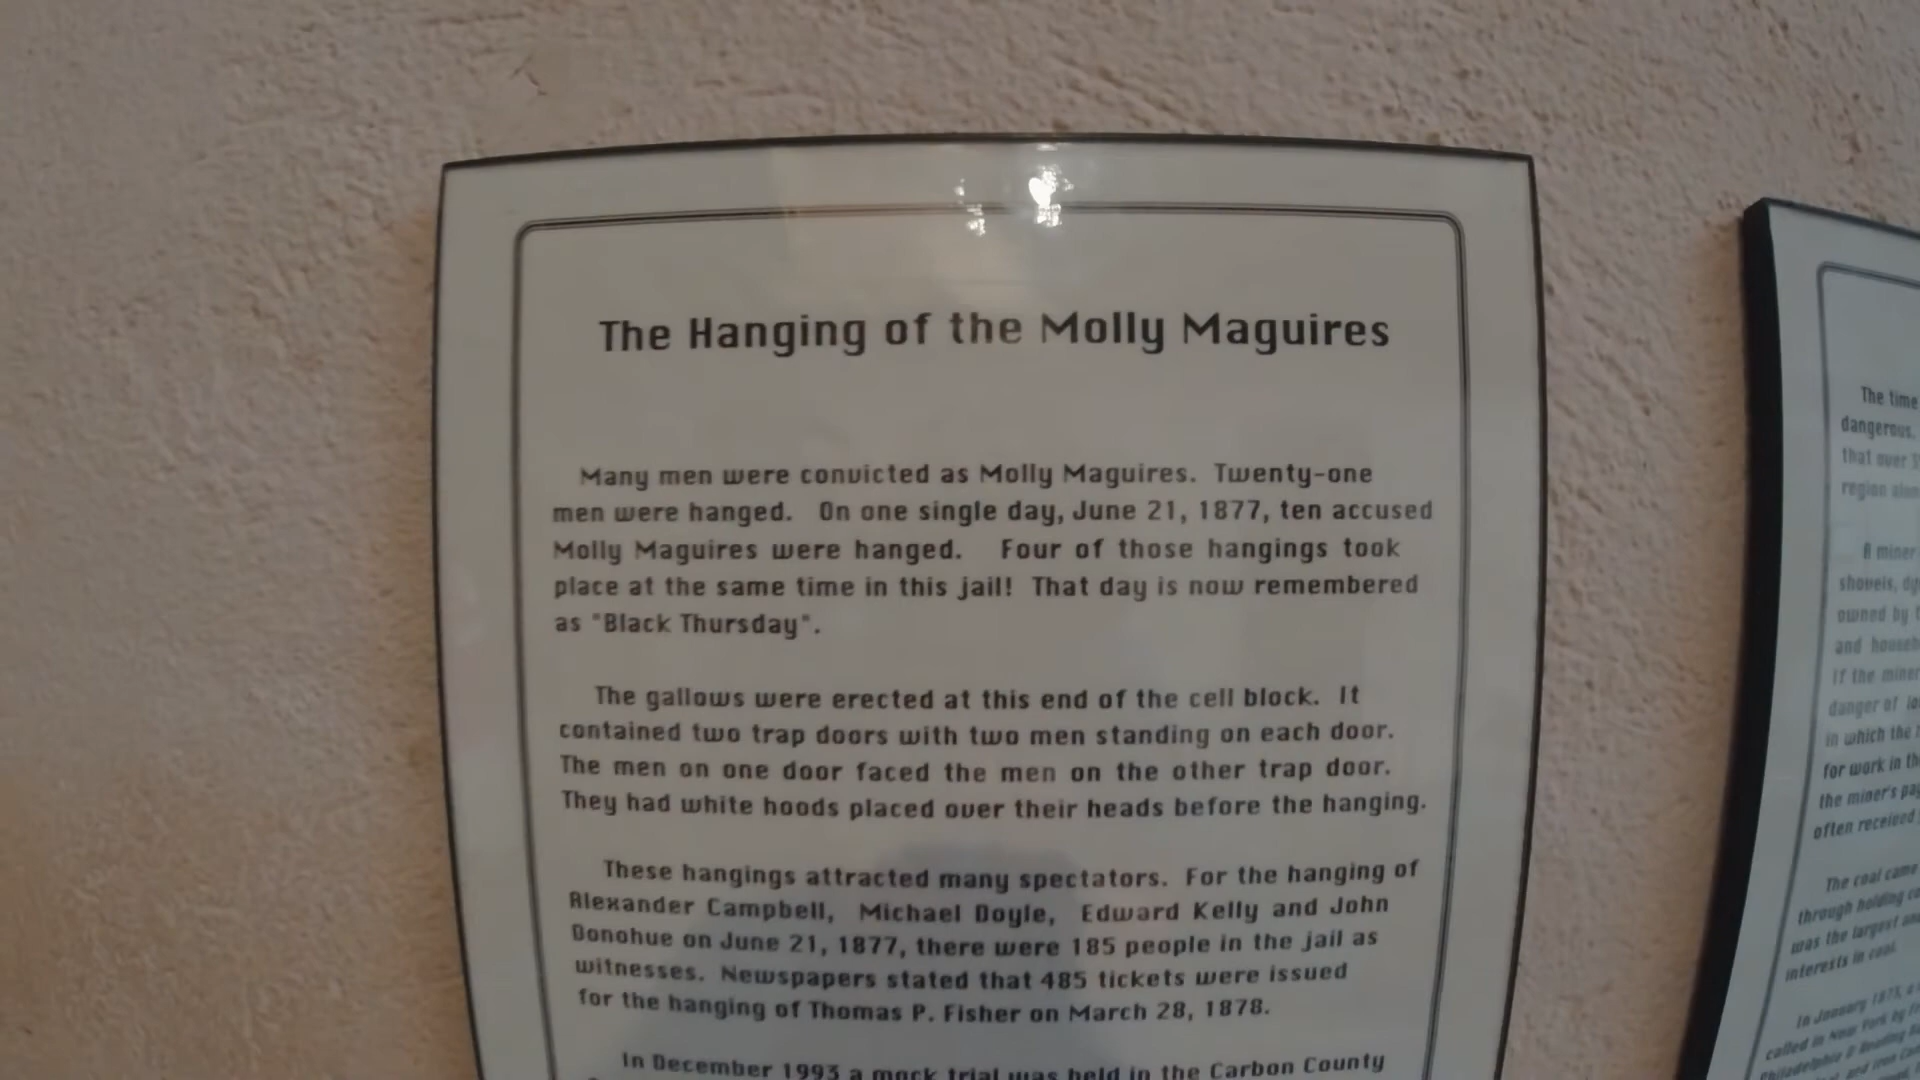 The Hanging of the Molly Maguires
Many men were convicted as Molly Maguires. Twenty-one
men were hanged. On one single day, June 21, 1877, ten accused
Molly Maguires were hanged. Four of those hangings took
place at the same time in this jail! That day is now remembered
as "Black Thursday".
The gallows were erected at this end of the cell block. It
contained two trap doors with two men standing on each door.
The men on one door faced the men on the other trap door.
They had white hoods placed over their heads before the hanging.
These hangings attracted many spectators. For the hanging of
Alexander Campbell, Michael Doyle, Edward Kelly and John
Donohue on June 21, 1877, there were 185 people in the jail as
witnesses. Newspapers stated that 485 tickets were issued
for the hanging of Thomas P. Fisher on March 28, 1878.
In December 1993 a mock trial was held in the Carbon County
The time
dangerous.
that over
region
A miner
shovels,
owned by
and
if the miner
danger of
in which the
for work in
the miner's
often received
The coal came
through holding
was the largest
interests in coal.
In January
called in New York by
Philadelphia & Reading